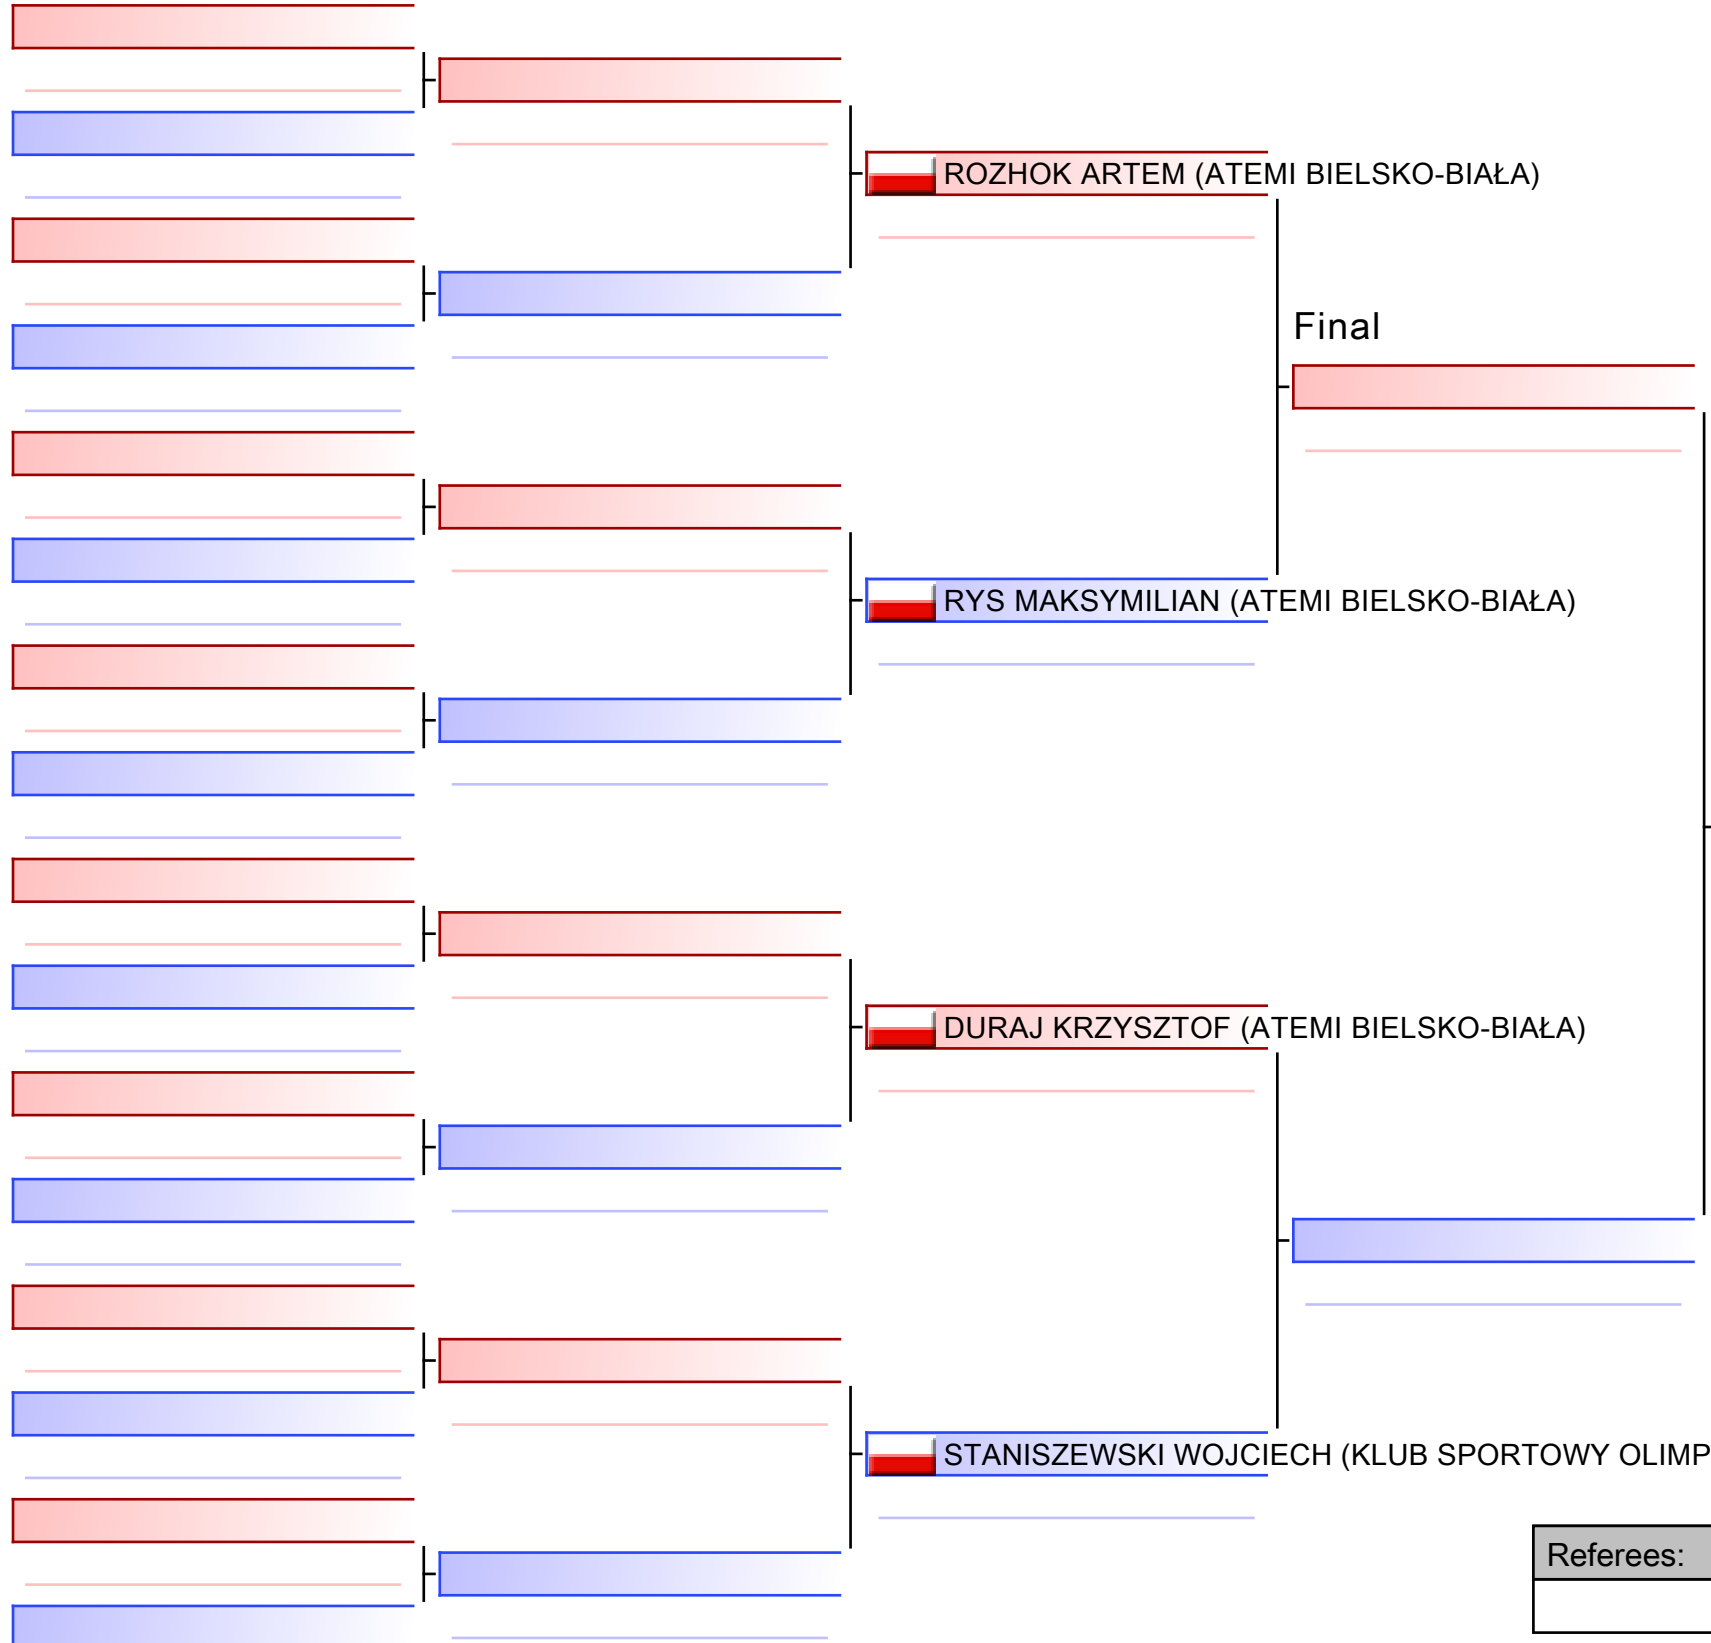 ROZHOK ARTEM (ATEMI BIELSKO-BIAŁA)
Final
RYS MAKSYMILIAN (ATEMI BIELSKO-BIAŁA)
DURAJ KRZYSZTOF (ATEMI BIELSKO-BIAŁA)
STANISZEWSKI WOJCIECH (KLUB SPORTOWY OLIMP
Referees: